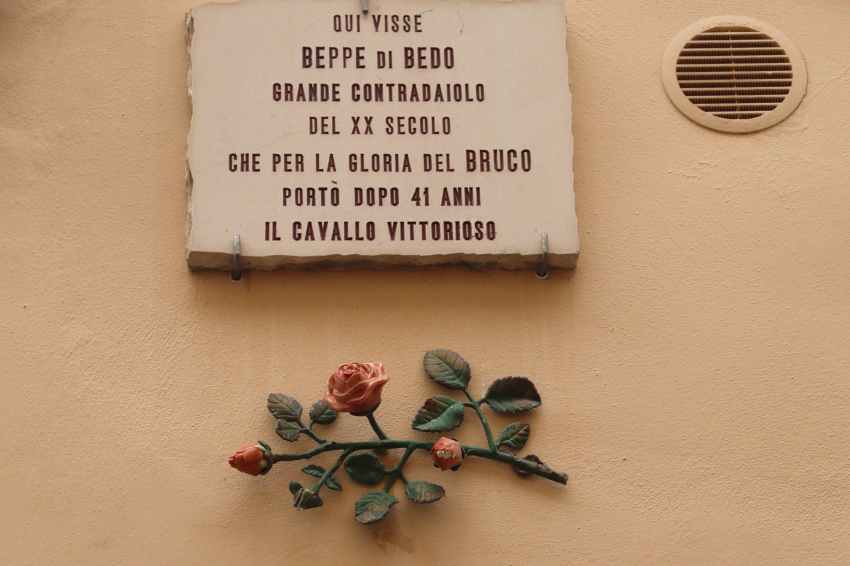 QUI VISSE
BEPPE DI BEDO
GRANDE CONTRADAIOLO
DEL XX SECOLO
CHE PER LA GLORIA DEL BRUCO
PORTÒ DOPO 41 ANNI
IL CAVALLO VITTORIOSO